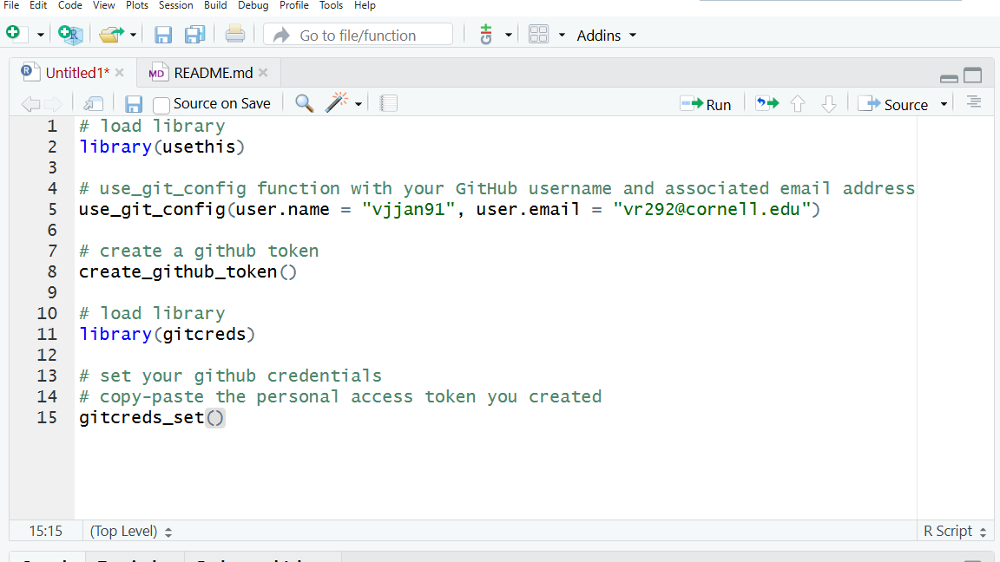 File Edit Code View Plots Session Build Debug Profile Tools Help
Go to file/function Addins
Untitled1* README.md
Source on Save Run Source
1 # load library
2 library(usethis)
3
4 # use_git_config function with your GitHub username and associated email address
5 use_git_config(user.name = "vjjan91", user.email = "vr292@cornell.edu")
6
7 # create a github token
8 create_github_token()
9
10 # load library
11 library(gitcreds)
12
13 # set your github credentials
14 # copy-paste the personal access token you created
15 gitcreds_set()
15:15 (Top Level) R Script